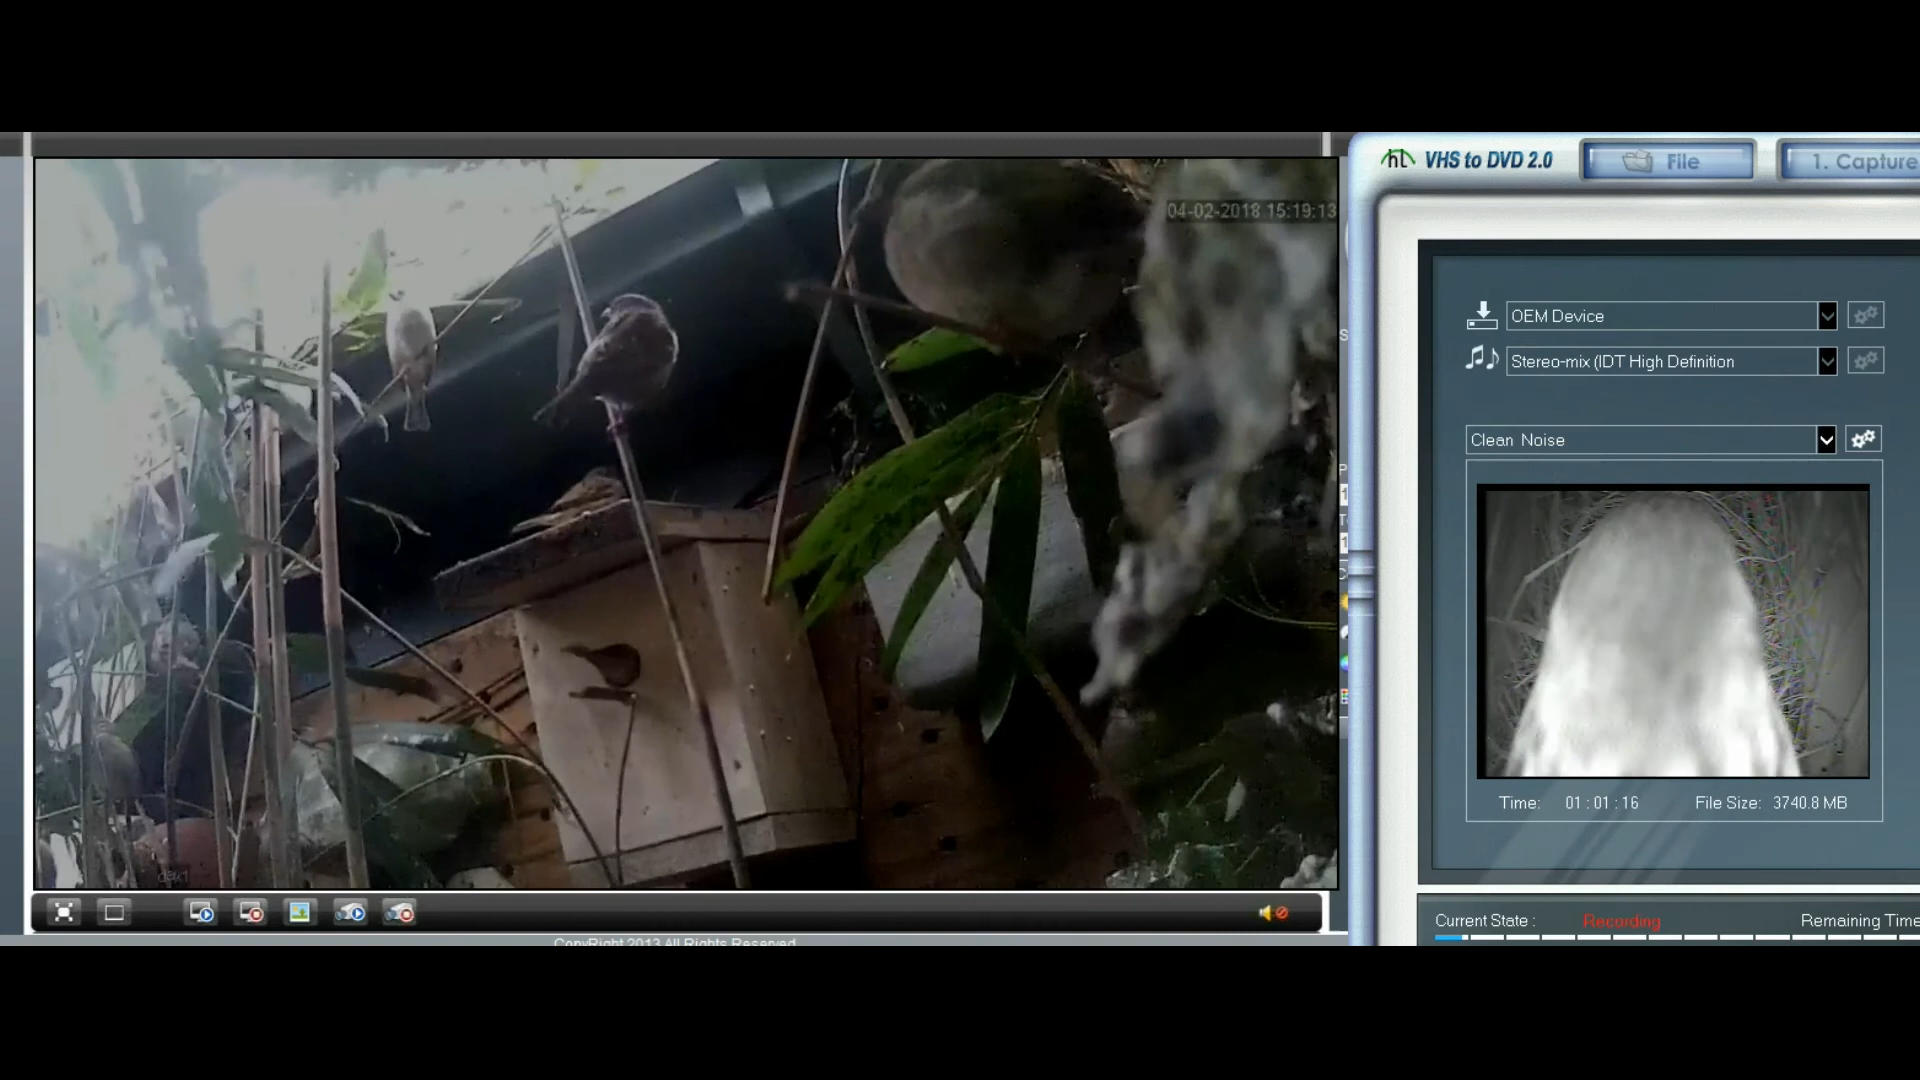 ht VHS to DVD 2.0
File
1. Capture
04-02-2018 15:19:13
OEM Device
Stereo-mix (IDT High Definition
Clean Noise
Time: 01 : 01 : 16 File Size: 3740.8 MB
Current State : Recording Remaining Time
CopyRight 2013 All Rights Reserved